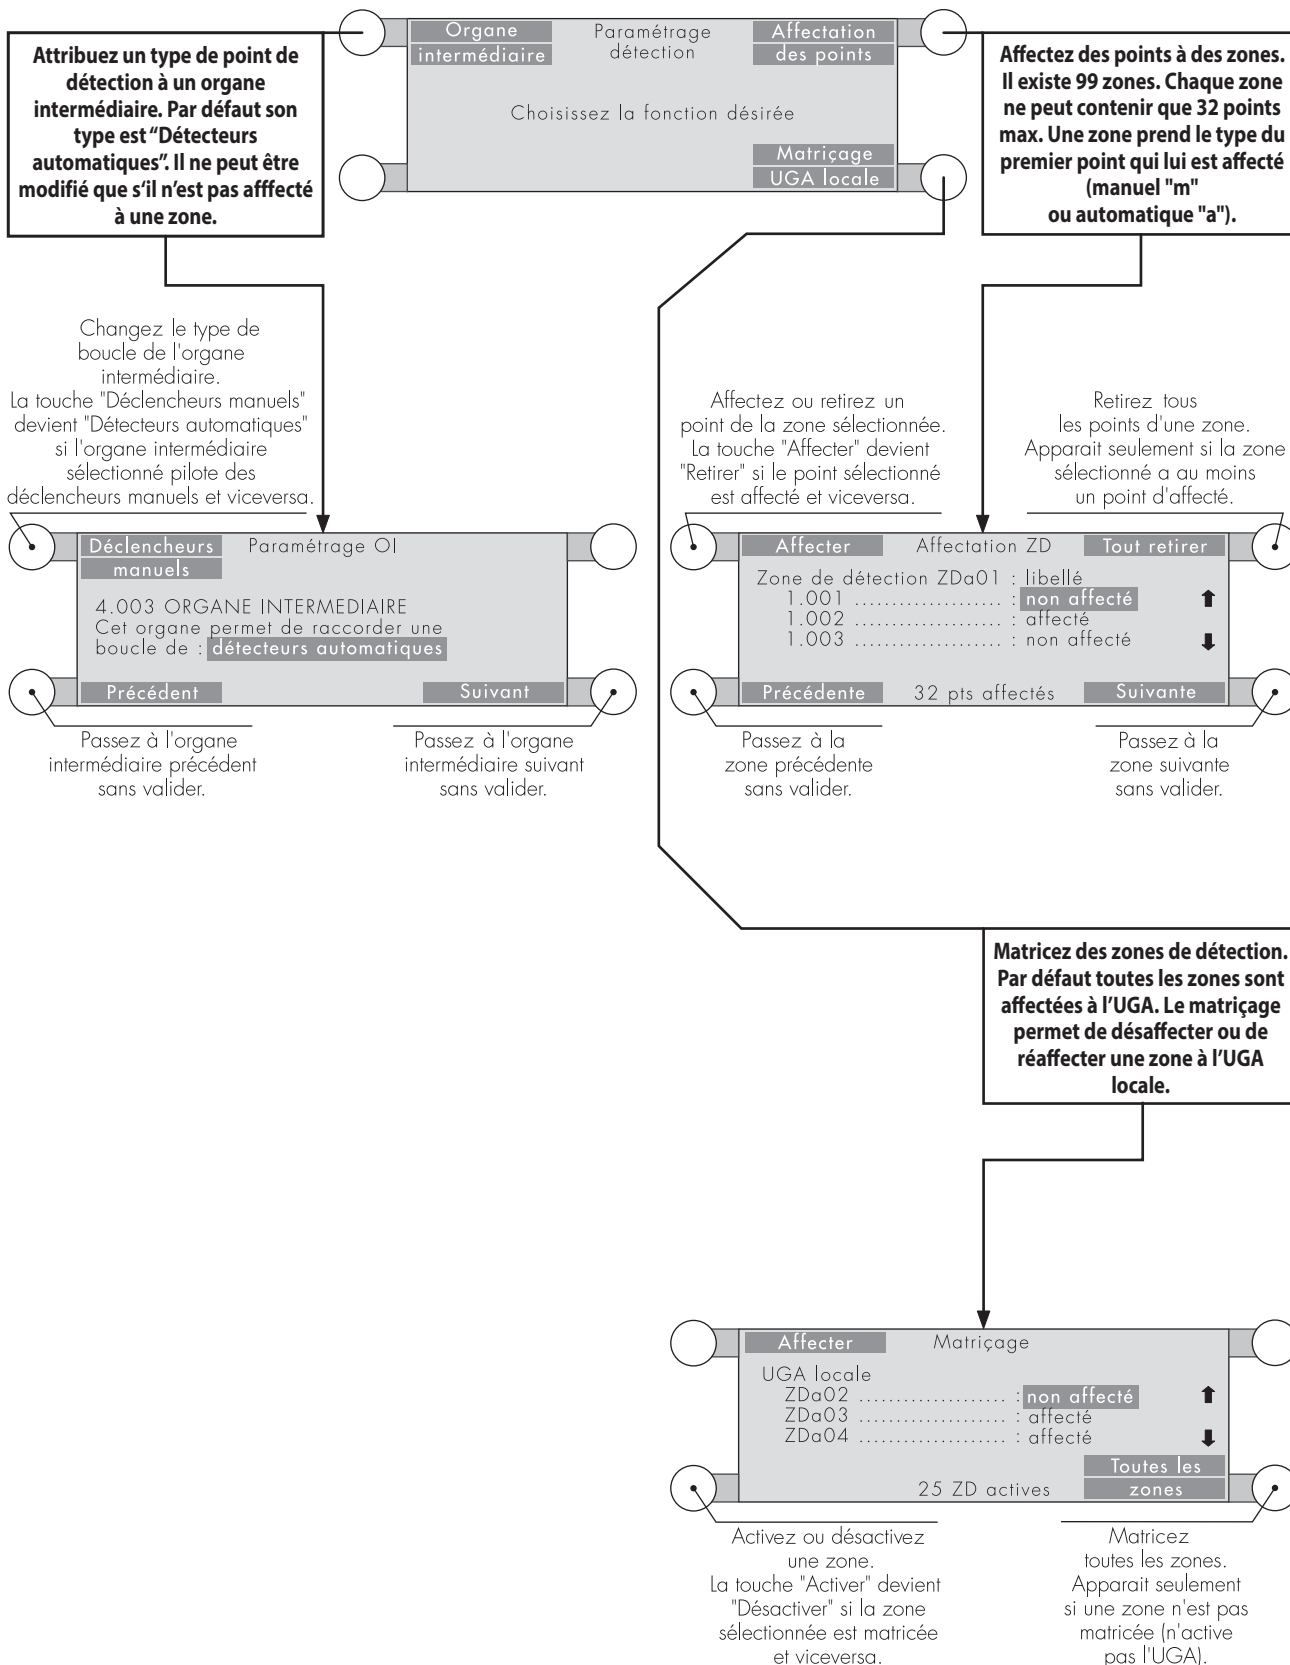 Organe
intermédiaire
Paramétrage
détection
Affectation
des points
Choisissez la fonction désirée
Matriçage
UGA locale
Attribuez un type de point de
détection à un organe
intermédiaire. Par défaut son
type est “Détecteurs
automatiques”. Il ne peut être
modifié que s‘il n’est pas afffecté
à une zone.
Affectez des points à des zones.
Il existe 99 zones. Chaque zone
ne peut contenir que 32 points
max. Une zone prend le type du
premier point qui lui est affecté
(manuel "m"
ou automatique "a").
Changez le type de
boucle de l'organe
intermédiaire.
La touche "Déclencheurs manuels"
devient "Détecteurs automatiques"
si l'organe intermédiaire
sélectionné pilote des
déclencheurs manuels et viceversa.
Déclencheurs
manuels
Paramétrage OI
4.003 ORGANE INTERMEDIAIRE
Cet organe permet de raccorder une
boucle de : détecteurs automatiques
Précédent
Suivant
Passez à l'organe
intermédiaire précédent
sans valider.
Passez à l'organe
intermédiaire suivant
sans valider.
Affectez ou retirez un
point de la zone sélectionnée.
La touche "Affecter" devient
"Retirer" si le point sélectionné
est affecté et viceversa.
Retirez tous
les points d'une zone.
Apparait seulement si la zone
sélectionné a au moins
un point d'affecté.
Affecter
Affectation ZD
Tout retirer
Zone de détection ZDa01 : libellé
1.001 .................... : non affecté
1.002 .................... : affecté
1.003 .................... : non affecté
Précédente
32 pts affectés
Suivante
Passez à la
zone précédente
sans valider.
Passez à la
zone suivante
sans valider.
Matricez des zones de détection.
Par défaut toutes les zones sont
affectées à l’UGA. Le matriçage
permet de désaffecter ou de
réaffecter une zone à l’UGA
locale.
Affecter
Matriçage
UGA locale
ZDa02 .................... : non affecté
ZDa03 .................... : affecté
ZDa04 .................... : affecté
25 ZD actives
Toutes les
zones
Activez ou désactivez
une zone.
La touche "Activer" devient
"Désactiver" si la zone
sélectionnée est matricée
et viceversa.
Matricez
toutes les zones.
Apparait seulement
si une zone n'est pas
matricée (n'active
pas l'UGA).